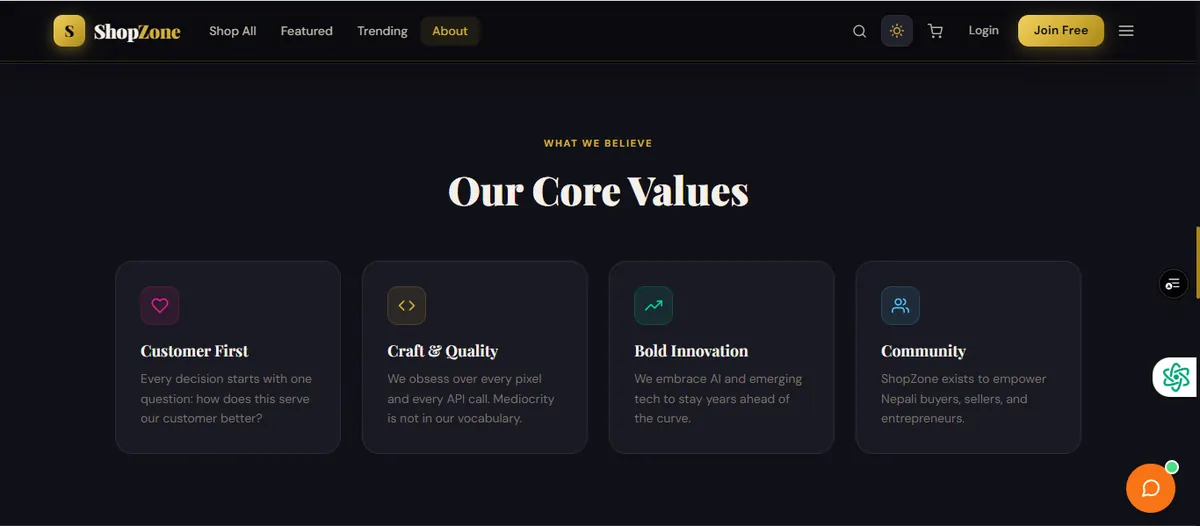 S ShopZone Shop All Featured Trending About Login Join Free
WHAT WE BELIEVE
Our Core Values
Customer First
Every decision starts with one
question: how does this serve
our customer better?
Craft & Quality
We obsess over every pixel
and every API call. Mediocrity
is not in our vocabulary.
Bold Innovation
We embrace AI and emerging
tech to stay years ahead of
the curve.
Community
ShopZone exists to empower
Nepali buyers, sellers, and
entrepreneurs.